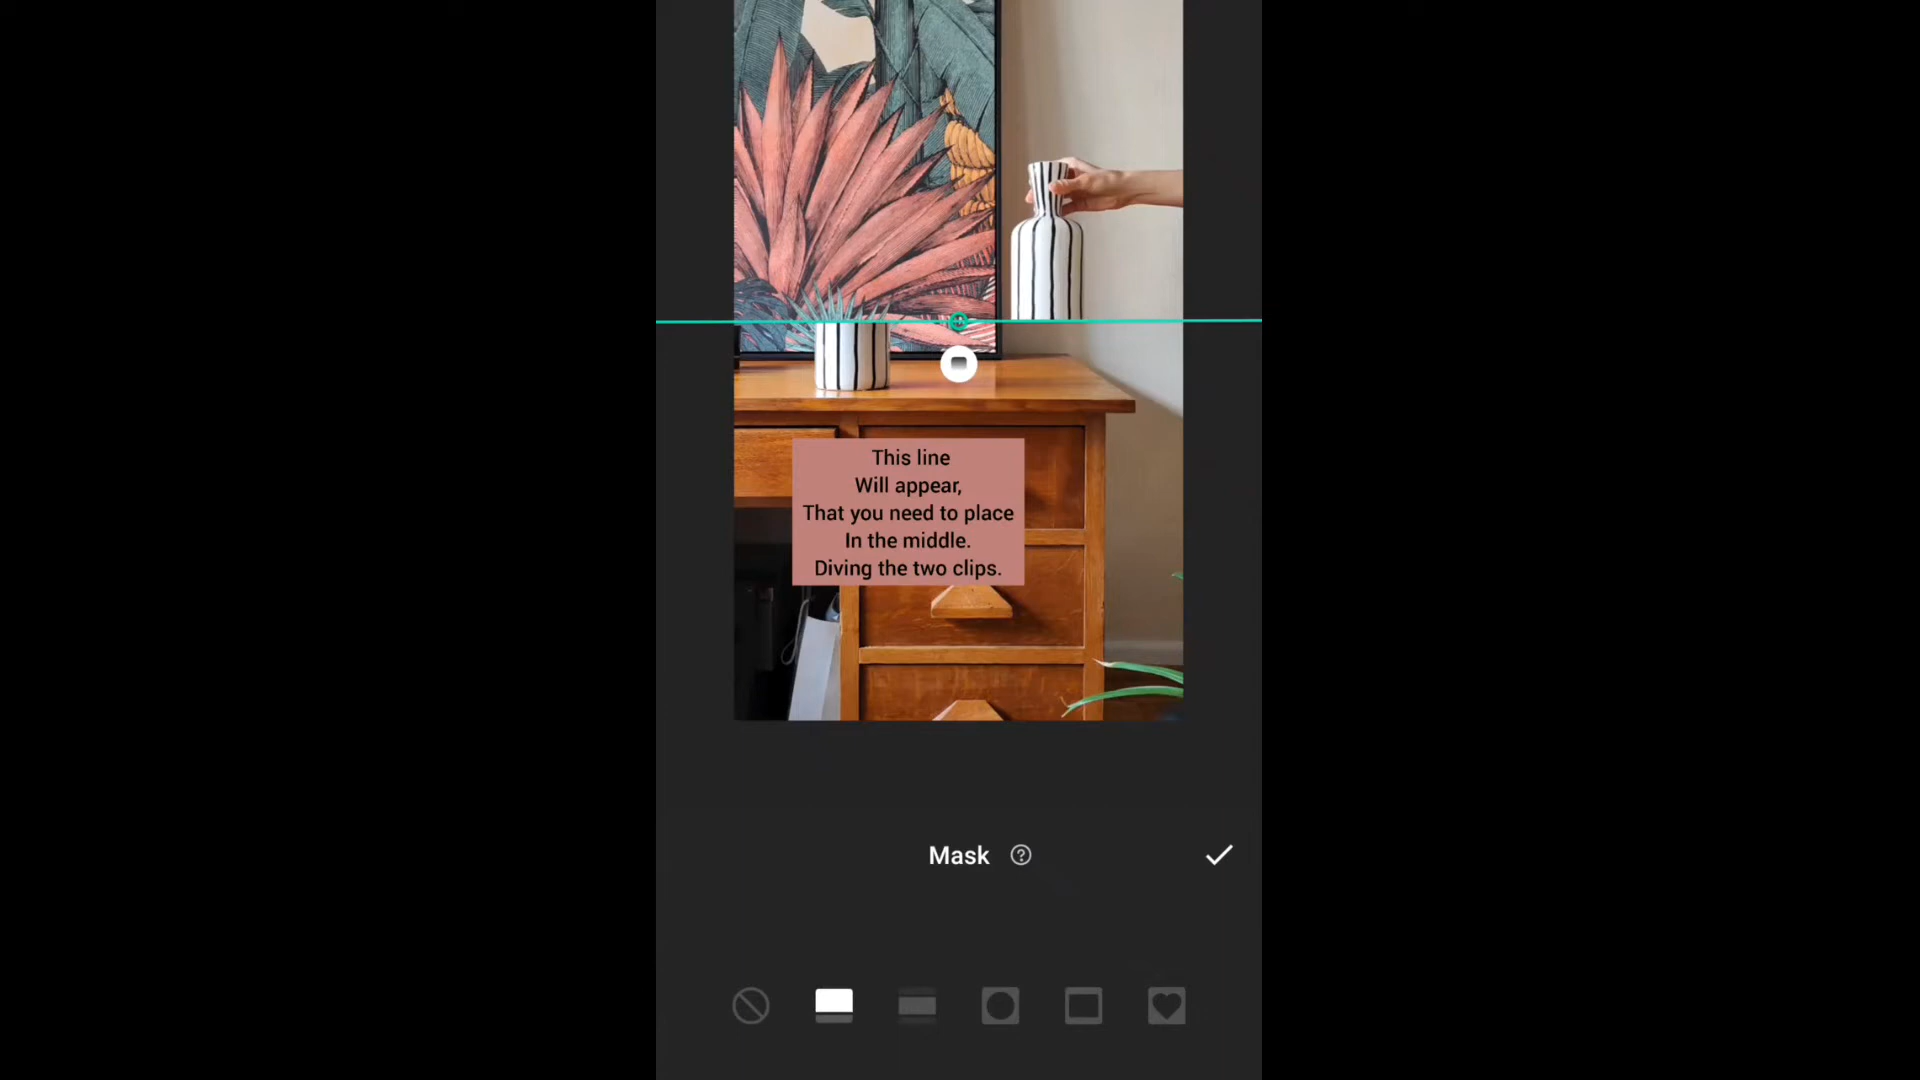 This line
Will appear,
That you need to place
In the middle.
Diving the two clips.
Mask ?